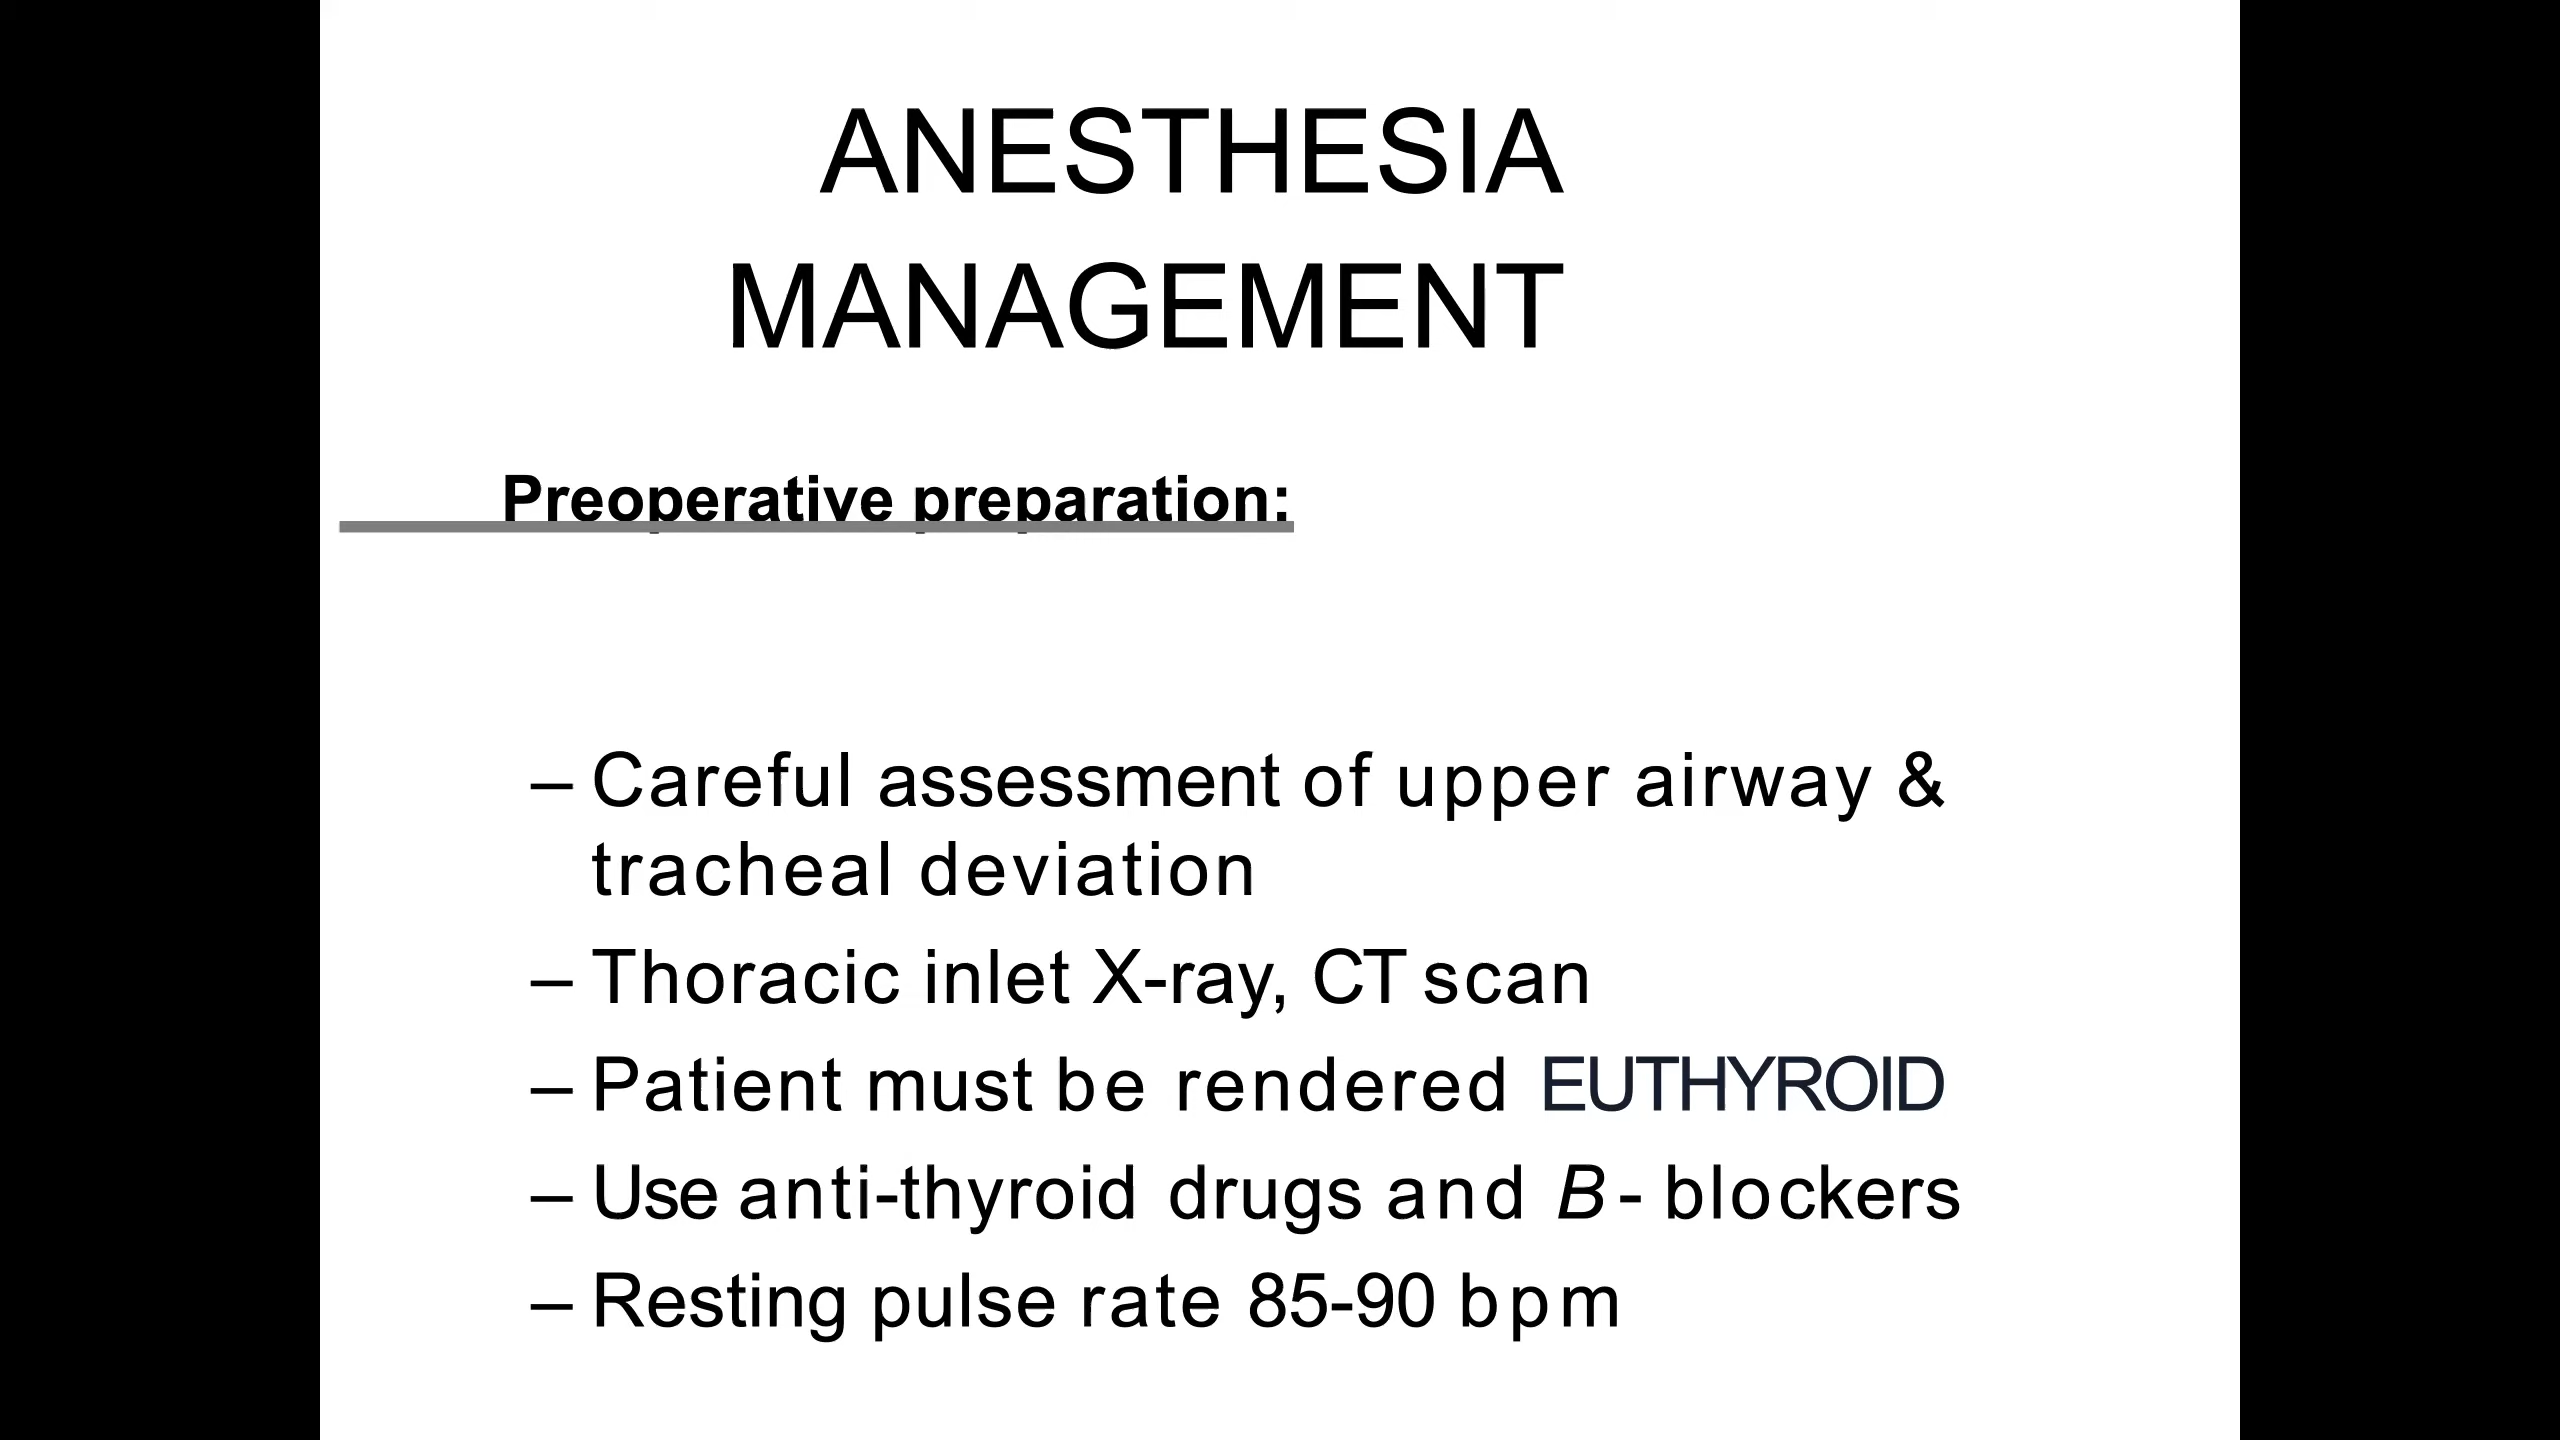 ANESTHESIA
MANAGEMENT
Preoperative preparation:
– Careful assessment of upper airway &
tracheal deviation
– Thoracic inlet X-ray, CT scan
– Patient must be rendered EUTHYROID
– Use anti-thyroid drugs and B- blockers
– Resting pulse rate 85-90 bpm